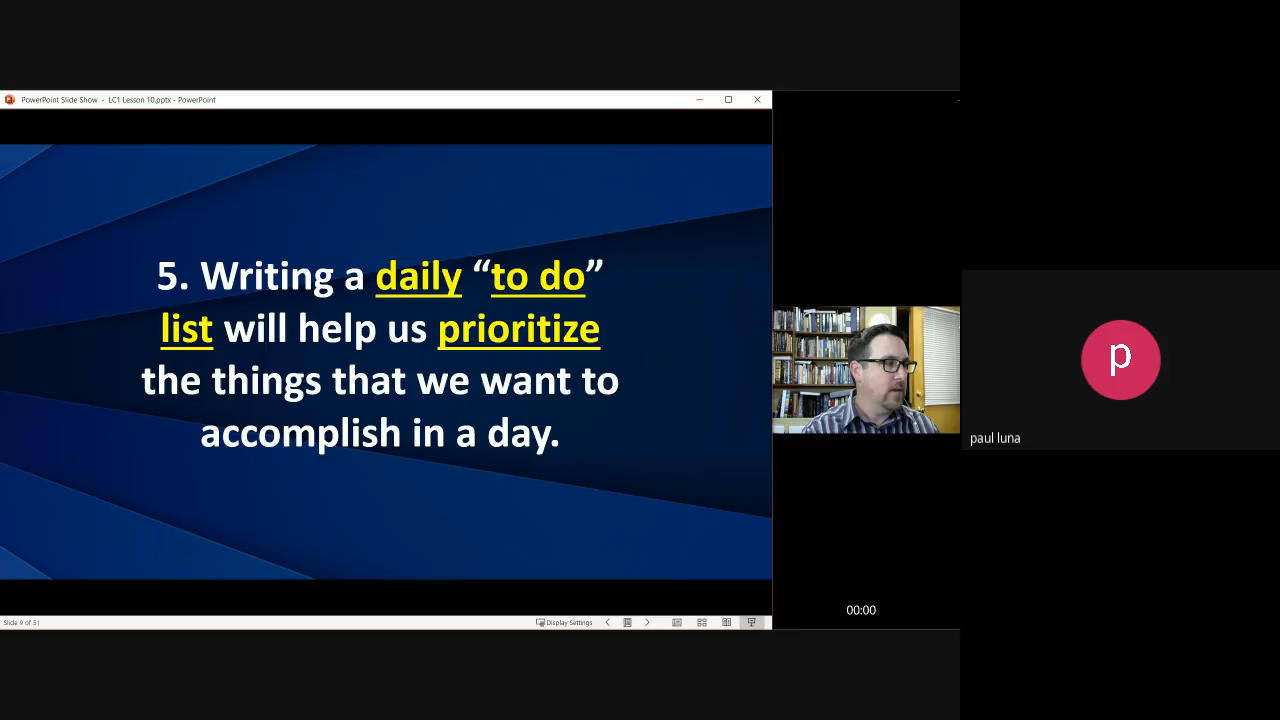 PowerPoint Slide Show - LC1 Lesson 10.pptx - PowerPoint
5. Writing a daily “to do”
list will help us prioritize
the things that we want to
accomplish in a day.
p
paul luna
00:00
Slide 9 of 51
Display Settings